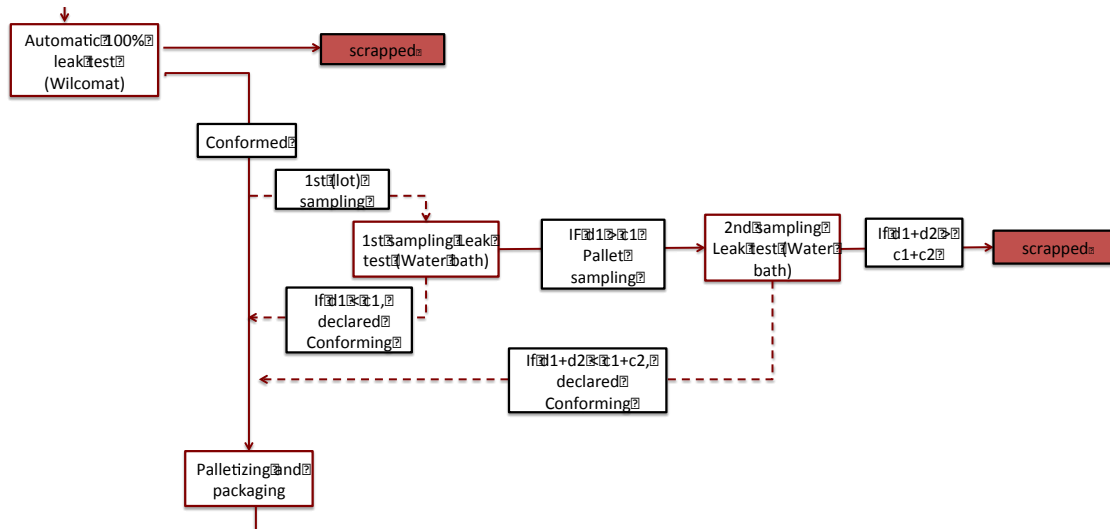 Automatic 100%
leak test
(Wilcomat)
scrapped
Conformed
1st (lot)
sampling
1st sampling Leak
test (Water bath)
IF d1 > c1
Pallet
sampling
2nd sampling
Leak test (Water
bath)
If d1+d2 >
c1+c2
scrapped
If d1 < c1,
declared
Conforming
If d1+d2 < c1+c2,
declared
Conforming
Palletizing and
packaging